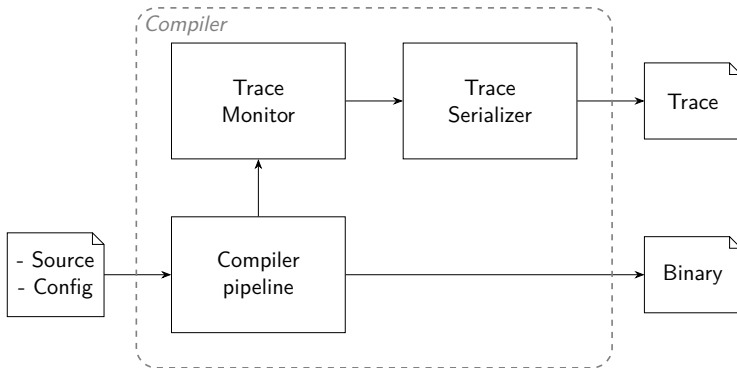 Compiler
Trace
Monitor
Trace
Serializer
Trace
- Source
- Config
Compiler
pipeline
Binary